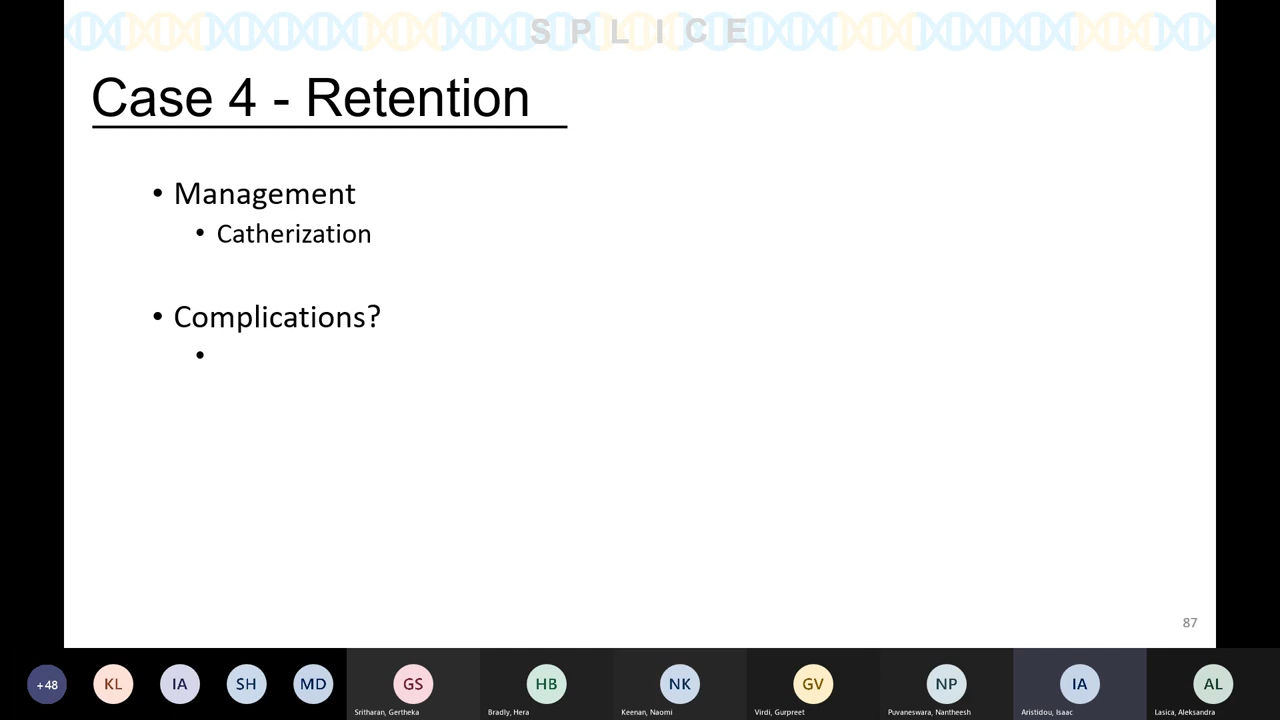 S P L I C E
Case 4 - Retention
• Management
• Catherization
• Complications?
•
87
+48
KL
IA
SH
MD
GS
HB
NK
GV
NP
IA
AL
Sritharan, Gertheka
Bradly, Hera
Keenan, Naomi
Virdi, Gurpreet
Puvaneswara, Nantheesh
Aristidou, Isaac
Lasica, Aleksandra